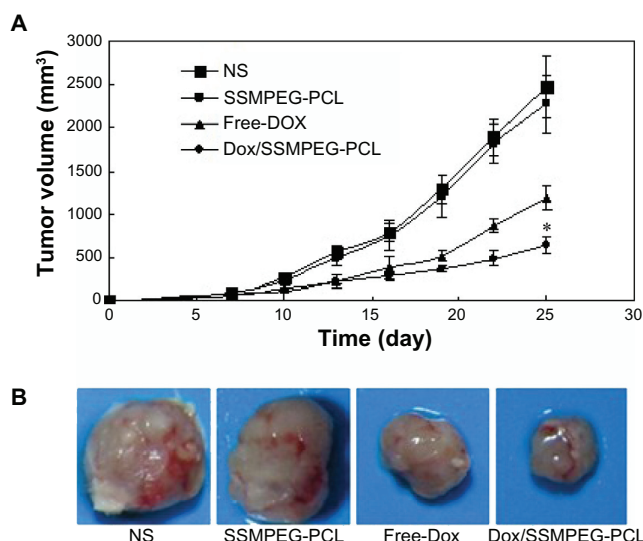 A
Tumor volume (mm³)
3000
2500
2000
1500
1000
500
0
NS
SSMPEG-PCL
Free-DOX
Dox/SSMPEG-PCL
*
0 5 10 15 20 25 30
Time (day)
B
NS SSMPEG-PCL Free-Dox Dox/SSMPEG-PCL